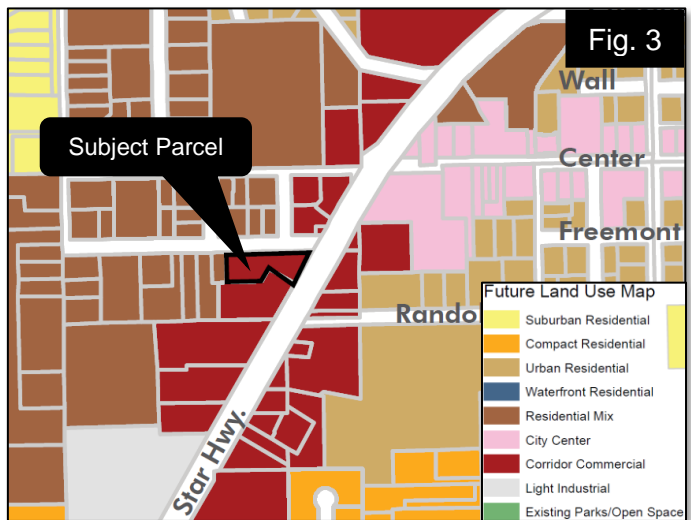 Fig. 3
Wall
Subject Parcel
Center
Freemont
Randol
Star Hwy.
Future Land Use Map
Suburban Residential
Compact Residential
Urban Residential
Waterfront Residential
Residential Mix
City Center
Corridor Commercial
Light Industrial
Existing Parks/Open Space